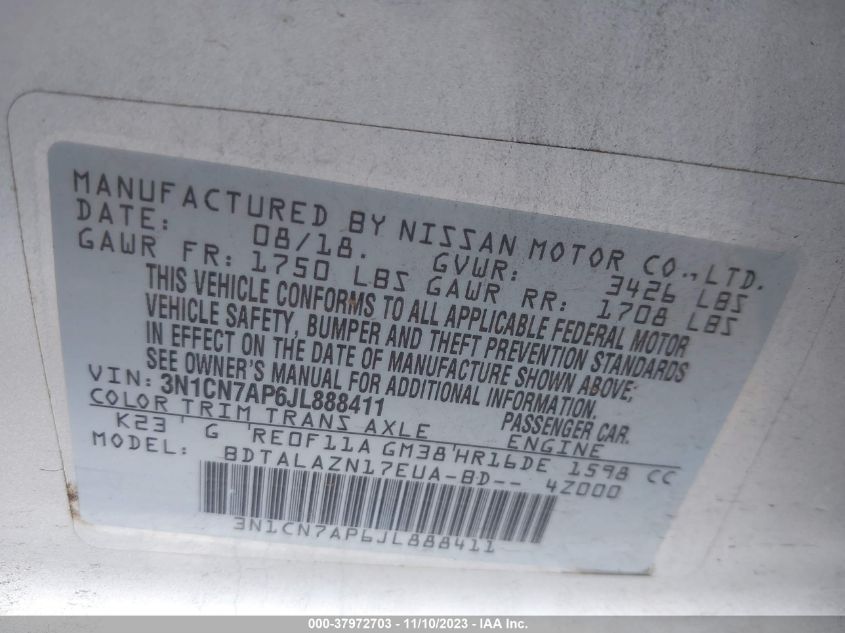 MANUFACTURED BY NISSAN MOTOR CO.,LTD.
DATE: 08/18. GVWR: 3426 LBS
GAWR FR: 1750 LBS GAWR RR: 1708 LBS
THIS VEHICLE CONFORMS TO ALL APPLICABLE FEDERAL MOTOR
VEHICLE SAFETY, BUMPER AND THEFT PREVENTION STANDARDS
IN EFFECT ON THE DATE OF MANUFACTURE SHOWN ABOVE.
SEE OWNER'S MANUAL FOR ADDITIONAL INFORMATION.
VIN: 3N1CN7AP6JL888411 PASSENGER CAR.
COLOR TRIM TRANS AXLE ENGINE
K23 ' G 'RE0F11A GM38'HR16DE 1598 CC
MODEL: BDTALAZN17EUA-BD-- 4Z000
3N1CN7AP6JL888411
000-37972703 - 11/10/2023 - IAA Inc.